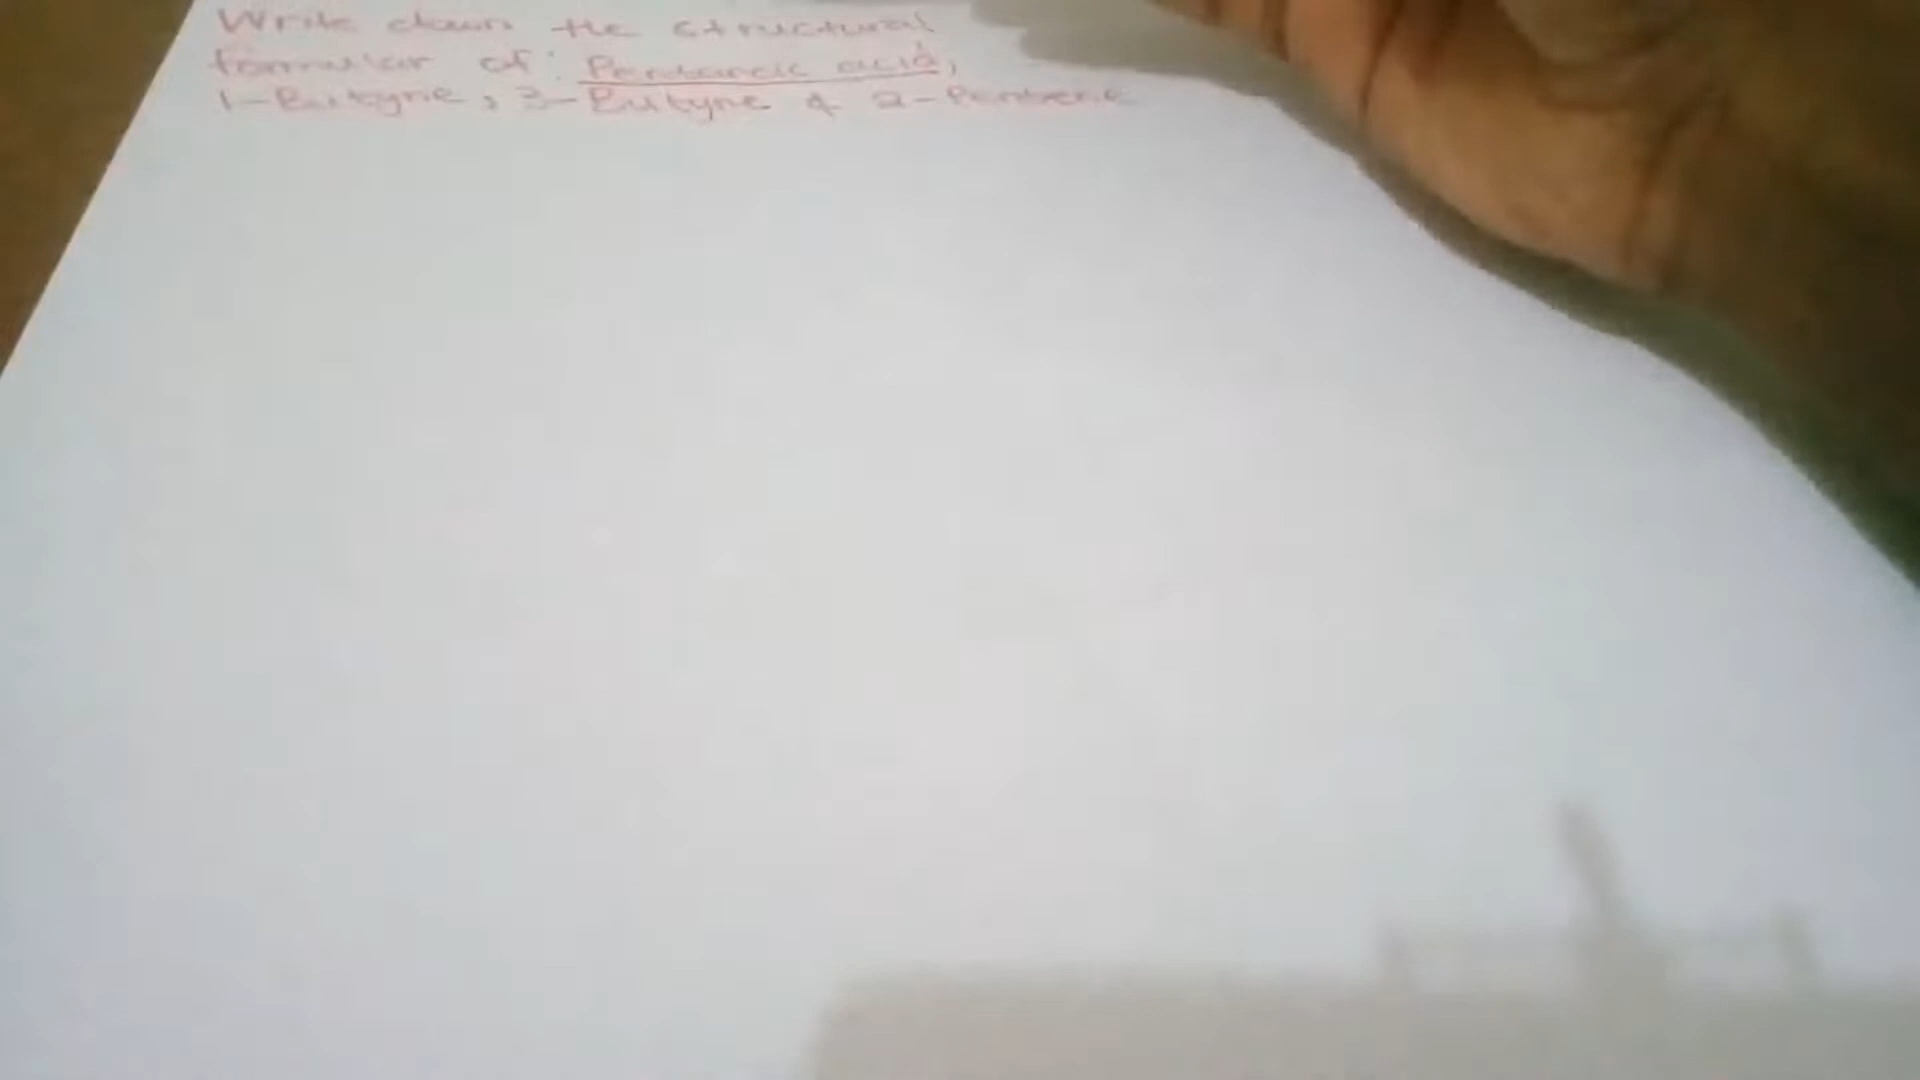 Write down the structural
formular of: Pentanoic acid,
1-Butyne, 3-Butyne & 2-Pentene